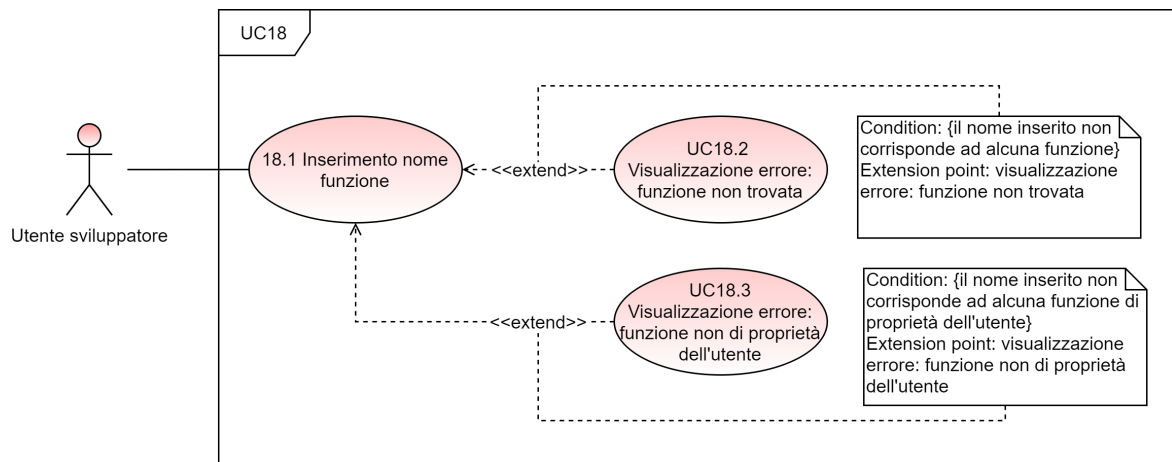 UC18
Utente sviluppatore
18.1 Inserimento nome
funzione
<<extend>>
UC18.2
Visualizzazione errore:
funzione non trovata
Condition: {il nome inserito non
corrisponde ad alcuna funzione}
Extension point: visualizzazione
errore: funzione non trovata
<<extend>>
UC18.3
Visualizzazione errore:
funzione non di proprietà
dell'utente
Condition: {il nome inserito non
corrisponde ad alcuna funzione di
proprietà dell'utente}
Extension point: visualizzazione
errore: funzione non di proprietà
dell'utente